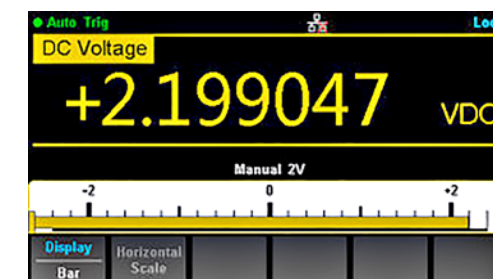 Auto Trig
DC Voltage
+2.199047 VDC
Manual 2V
-2 0 +2
Display Horizontal
Bar Scale